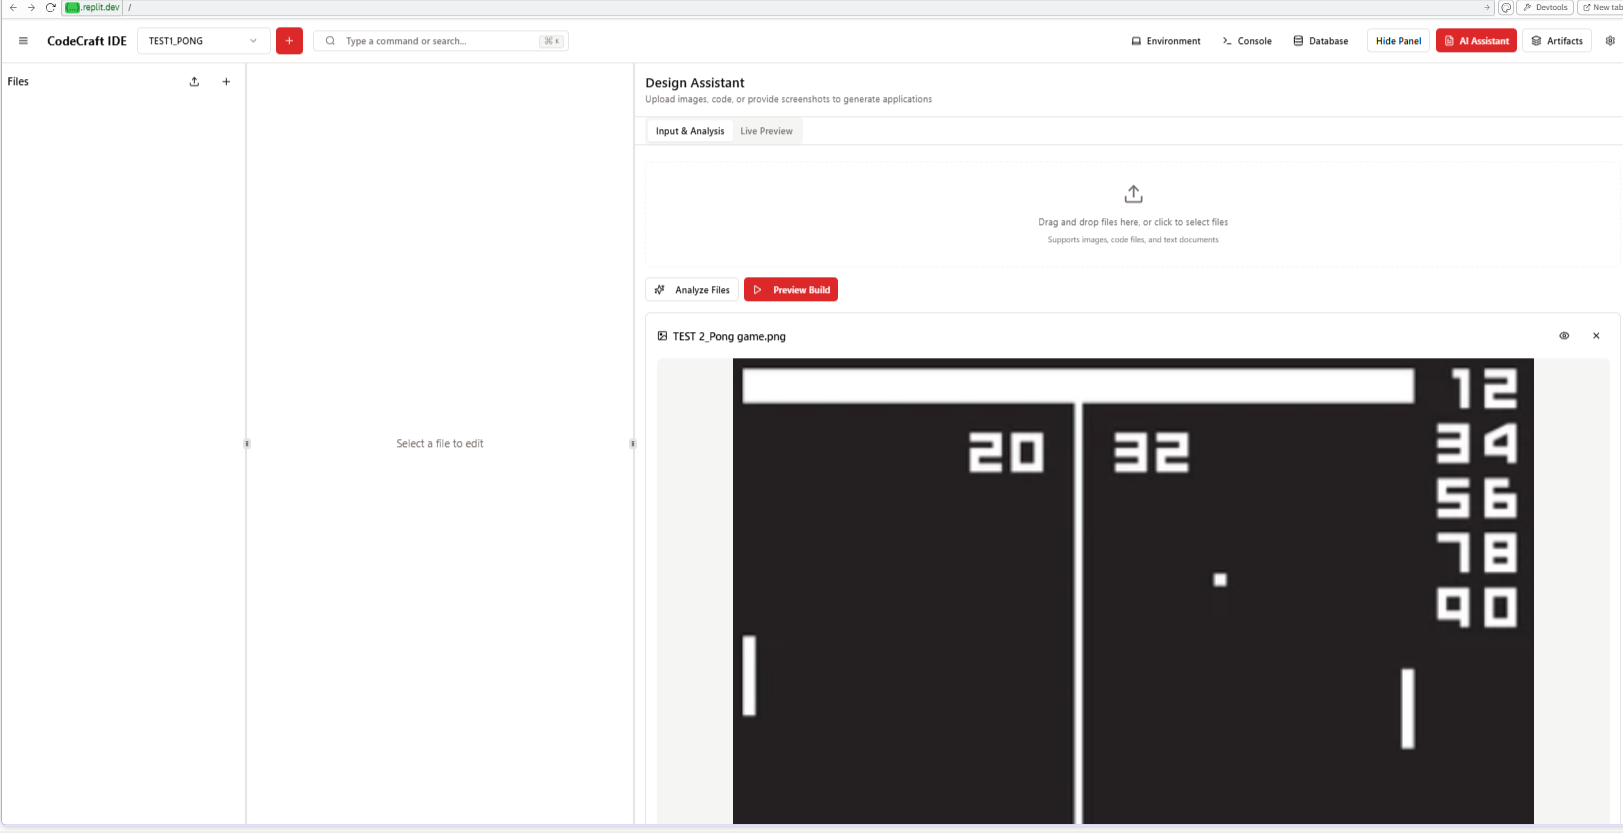 .replit.dev /
Devtools
New tab
CodeCraft IDE
TEST1_PONG
Type a command or search...
⌘ K
Environment
Console
Database
Hide Panel
AI Assistant
Artifacts
Files
Design Assistant
Upload images, code, or provide screenshots to generate applications
Input & Analysis
Live Preview
Drag and drop files here, or click to select files
Supports images, code files, and text documents
Analyze Files
Preview Build
TEST 2_Pong game.png
Select a file to edit
20
32
12
34
56
78
90